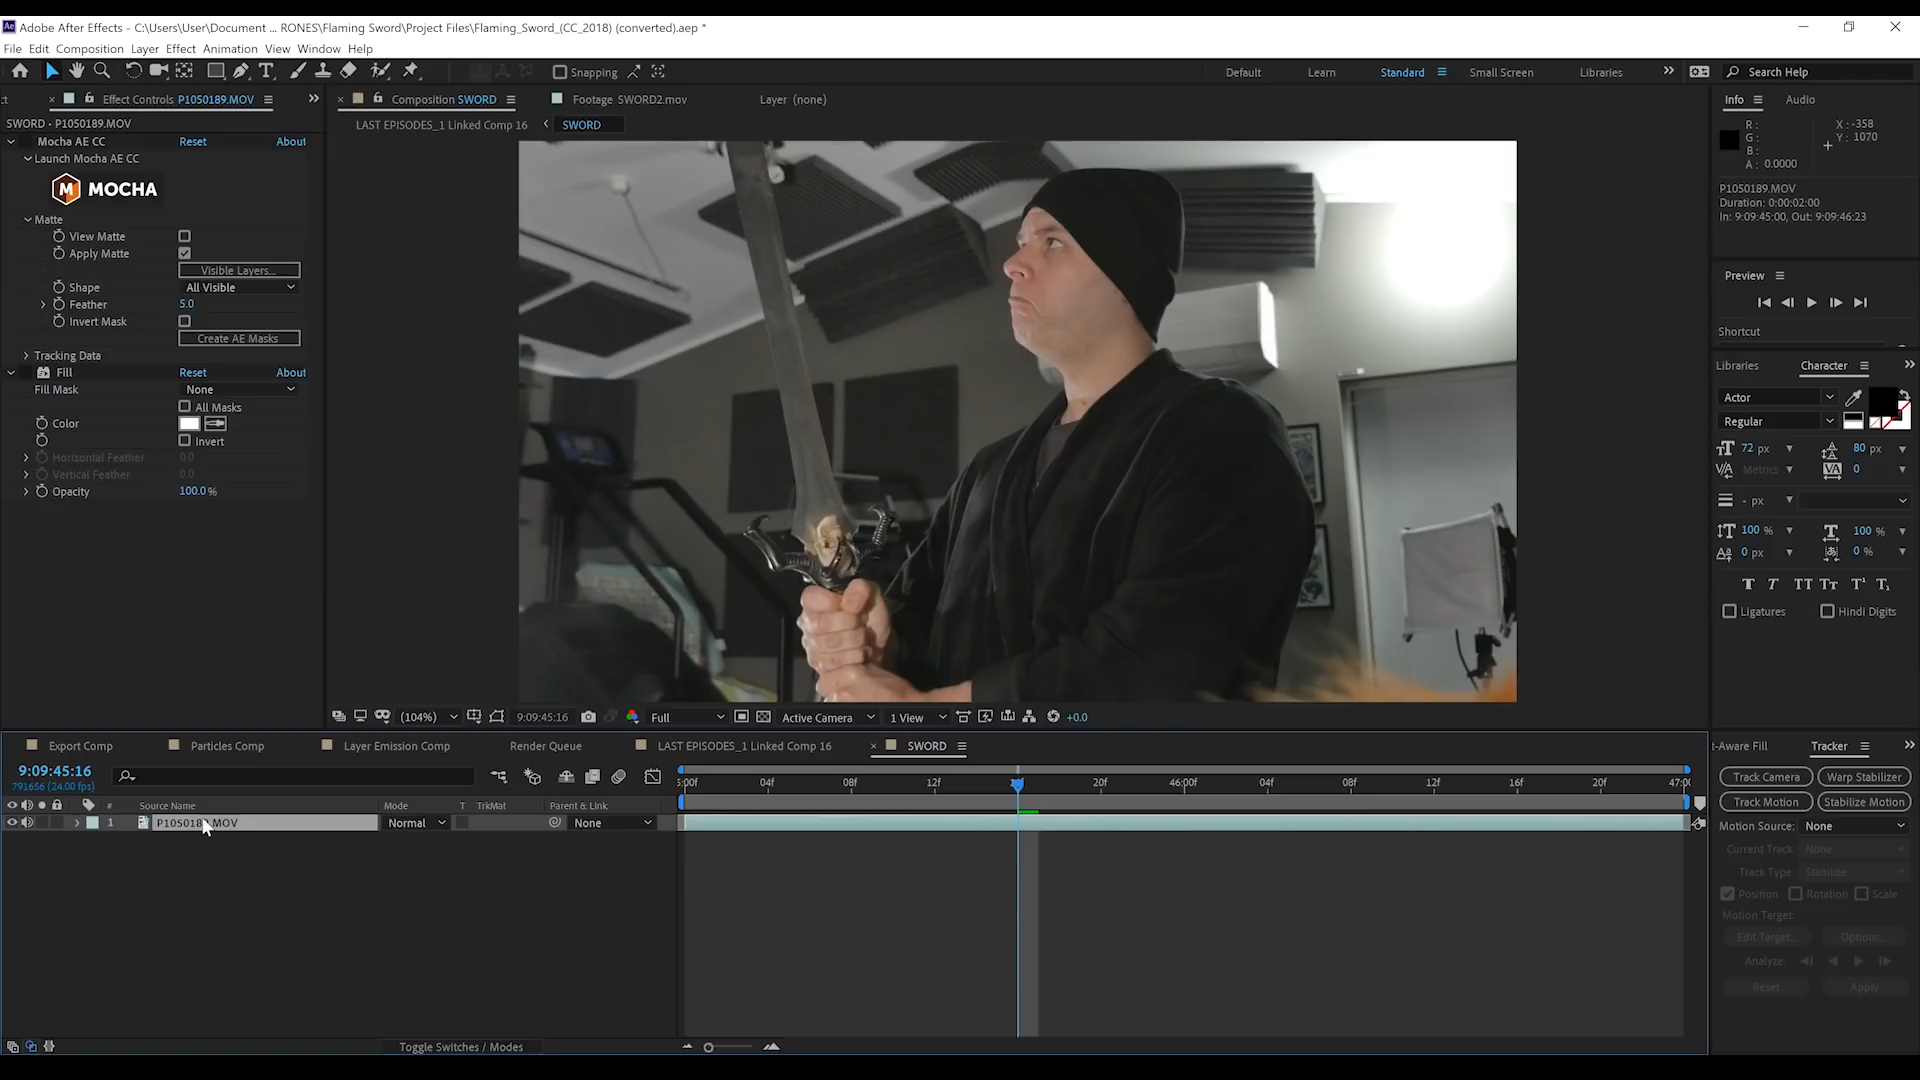 Ae Adobe After Effects - C:\Users\User\Document ... RONES\Flaming Sword\Project Files\Flaming_Sword_(CC_2018) (converted).aep *
File Edit Composition Layer Effect Animation View Window Help
Snapping Default Learn Standard Small Screen Libraries Search Help
Effect Controls P1050189.MOV Composition SWORD Footage SWORD2.mov Layer (none) Info Audio
SWORD • P1050189.MOV LAST EPISODES_1 Linked Comp 16 SWORD
R : G : B : A : 0.0000 X : -358 Y : 1070
Mocha AE CC Reset About
Launch Mocha AE CC
M MOCHA
P1050189.MOV
Duration: 0:00:02:00
In: 9:09:45:00, Out: 9:09:46:23
Matte
View Matte
Apply Matte
Visible Layers...
Shape All Visible
Feather 5.0
Invert Mask
Create AE Masks
Tracking Data
Fill Reset About
Fill Mask None
All Masks
Color
Invert
Horizontal Feather 0.0
Vertical Feather 0.0
Opacity 100.0 %
Preview
Shortcut
Libraries Character
Actor
Regular
72 px 80 px
Metrics 0
- px
100 % 100 %
0 px 0 %
T T TT Tt T¹ T₁
Ligatures Hindi Digits
(104%) 9:09:45:16 Full Active Camera 1 View +0.0
Export Comp Particles Comp Layer Emission Comp Render Queue LAST EPISODES_1 Linked Comp 16 SWORD
t-Aware Fill Tracker
9:09:45:16
791656 (24.00 fps)
04f 08f 12f 20f 46:00f 04f 08f 12f 16f 20f
# Source Name Mode T TrkMat Parent & Link
1 Normal None
Track Camera Warp Stabilizer
Track Motion Stabilize Motion
Motion Source: None
Current Track: None
Track Type: Stabilize
Position Rotation Scale
Motion Target:
Edit Target... Options...
Analyze:
Reset Apply
Toggle Switches / Modes